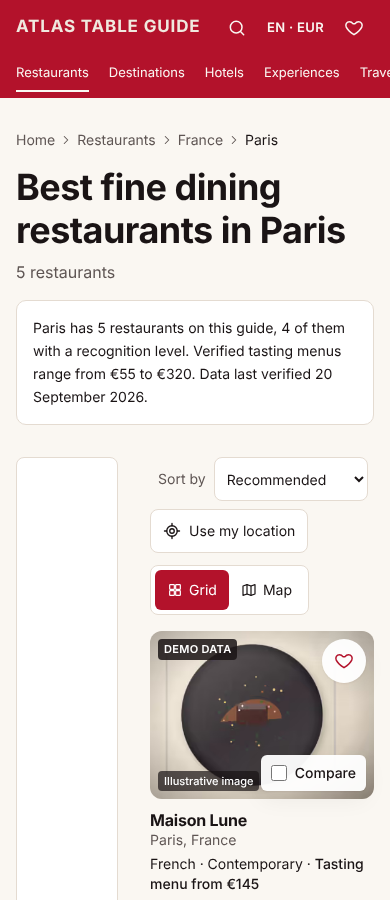 ATLAS TABLE GUIDE
EN · EUR
Restaurants Destinations Hotels Experiences Trave
Home > Restaurants > France > Paris
Best fine dining
restaurants in Paris
5 restaurants
Paris has 5 restaurants on this guide, 4 of them
with a recognition level. Verified tasting menus
range from €55 to €320. Data last verified 20
September 2026.
Sort by Recommended
Use my location
Grid Map
DEMO DATA
Illustrative image
Compare
Maison Lune
Paris, France
French · Contemporary · Tasting
menu from €145